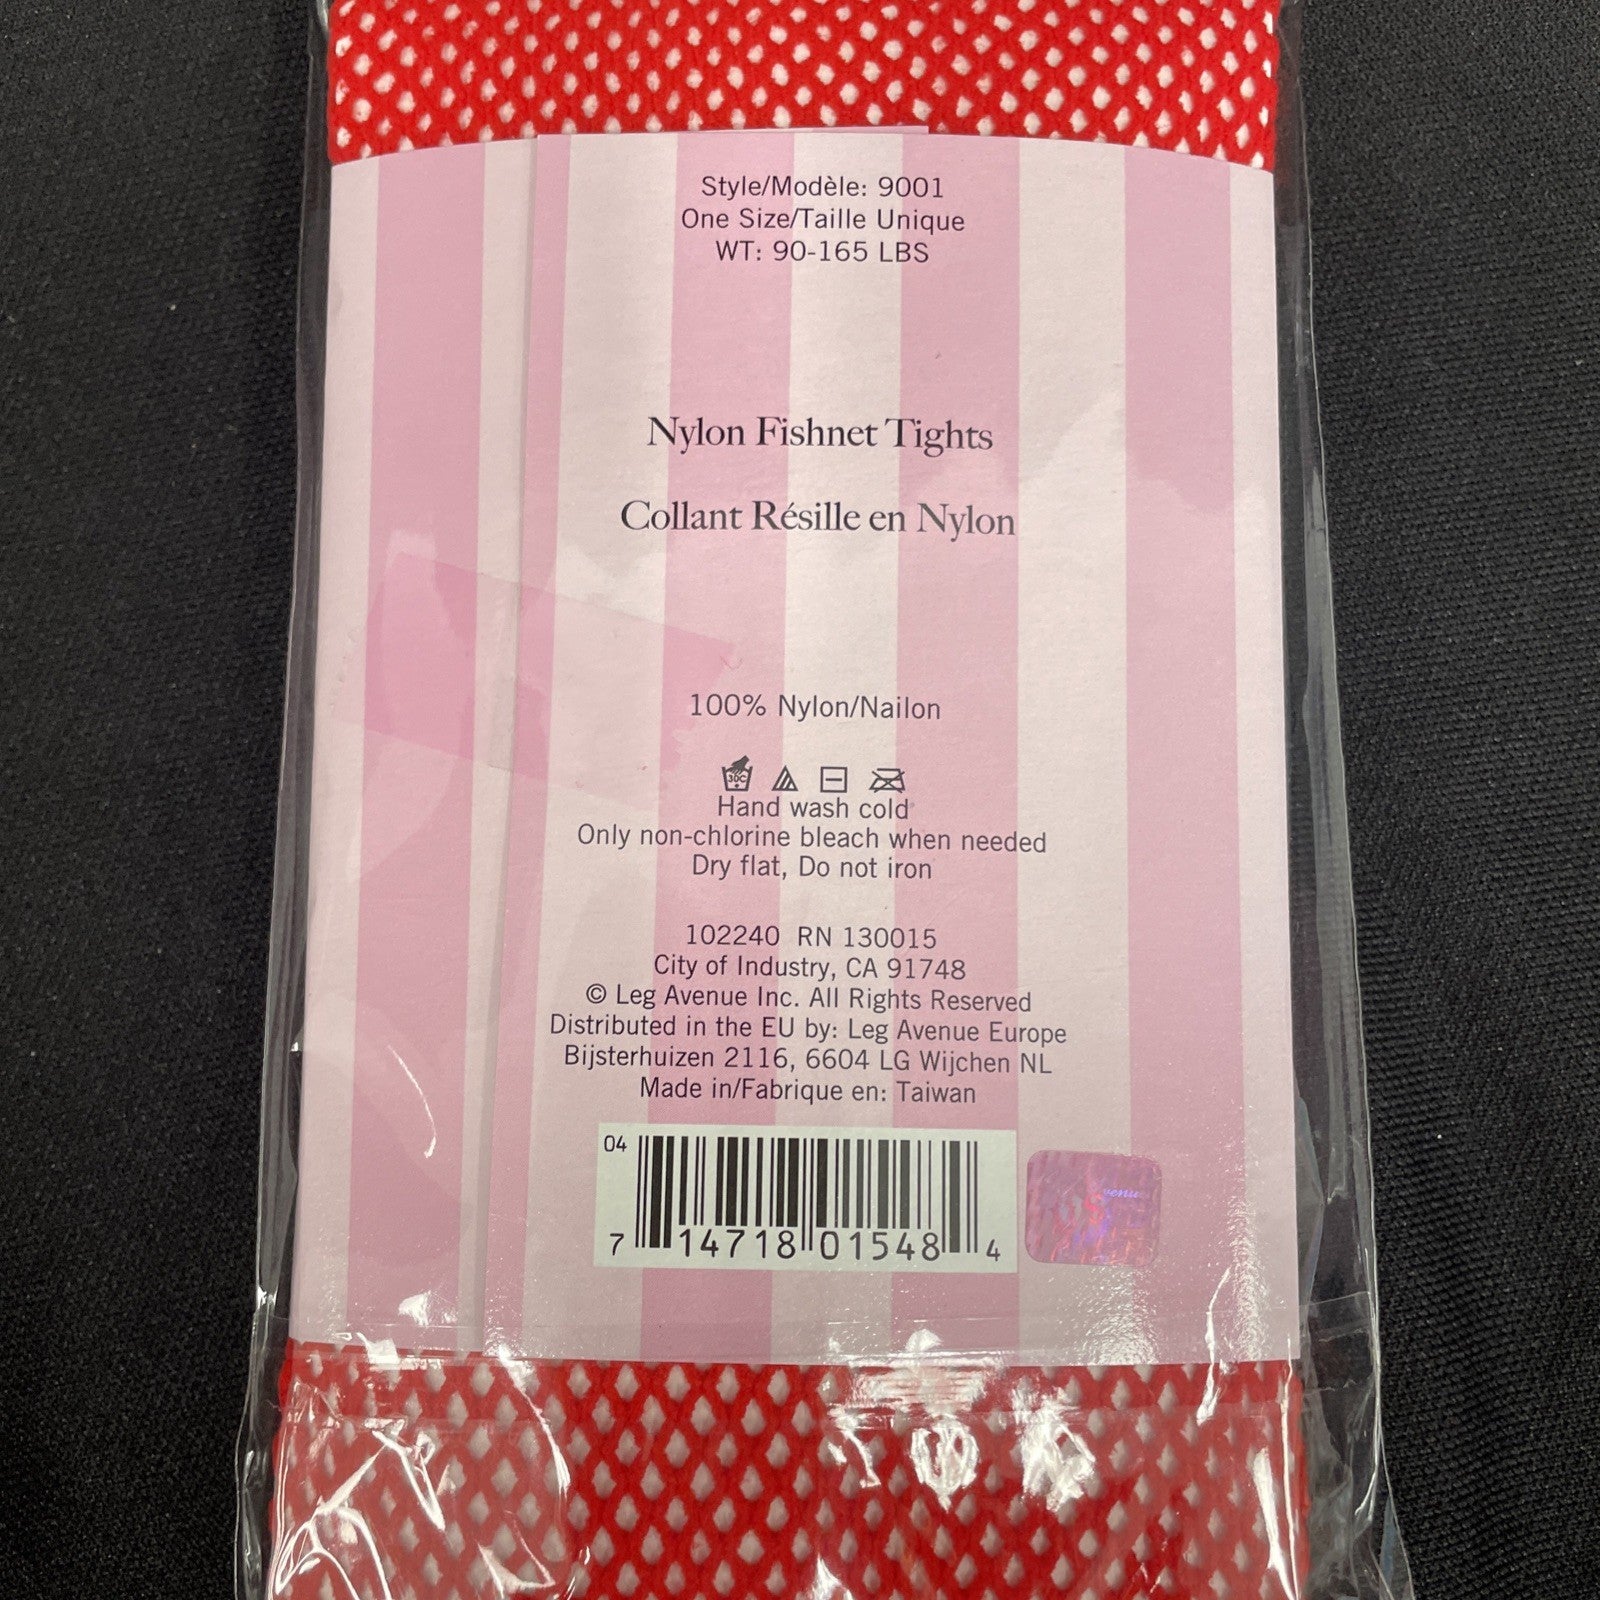 Style/Modèle: 9001
One Size/Taille Unique
WT: 90-165 LBS
Nylon Fishnet Tights
Collant Résille en Nylon
100% Nylon/Nailon
30C
Hand wash cold
Only non-chlorine bleach when needed
Dry flat, Do not iron
102240 RN 130015
City of Industry, CA 91748
© Leg Avenue Inc. All Rights Reserved
Distributed in the EU by: Leg Avenue Europe
Bijsterhuizen 2116, 6604 LG Wijchen NL
Made in/Fabrique en: Taiwan
04
7 14718 01548 4